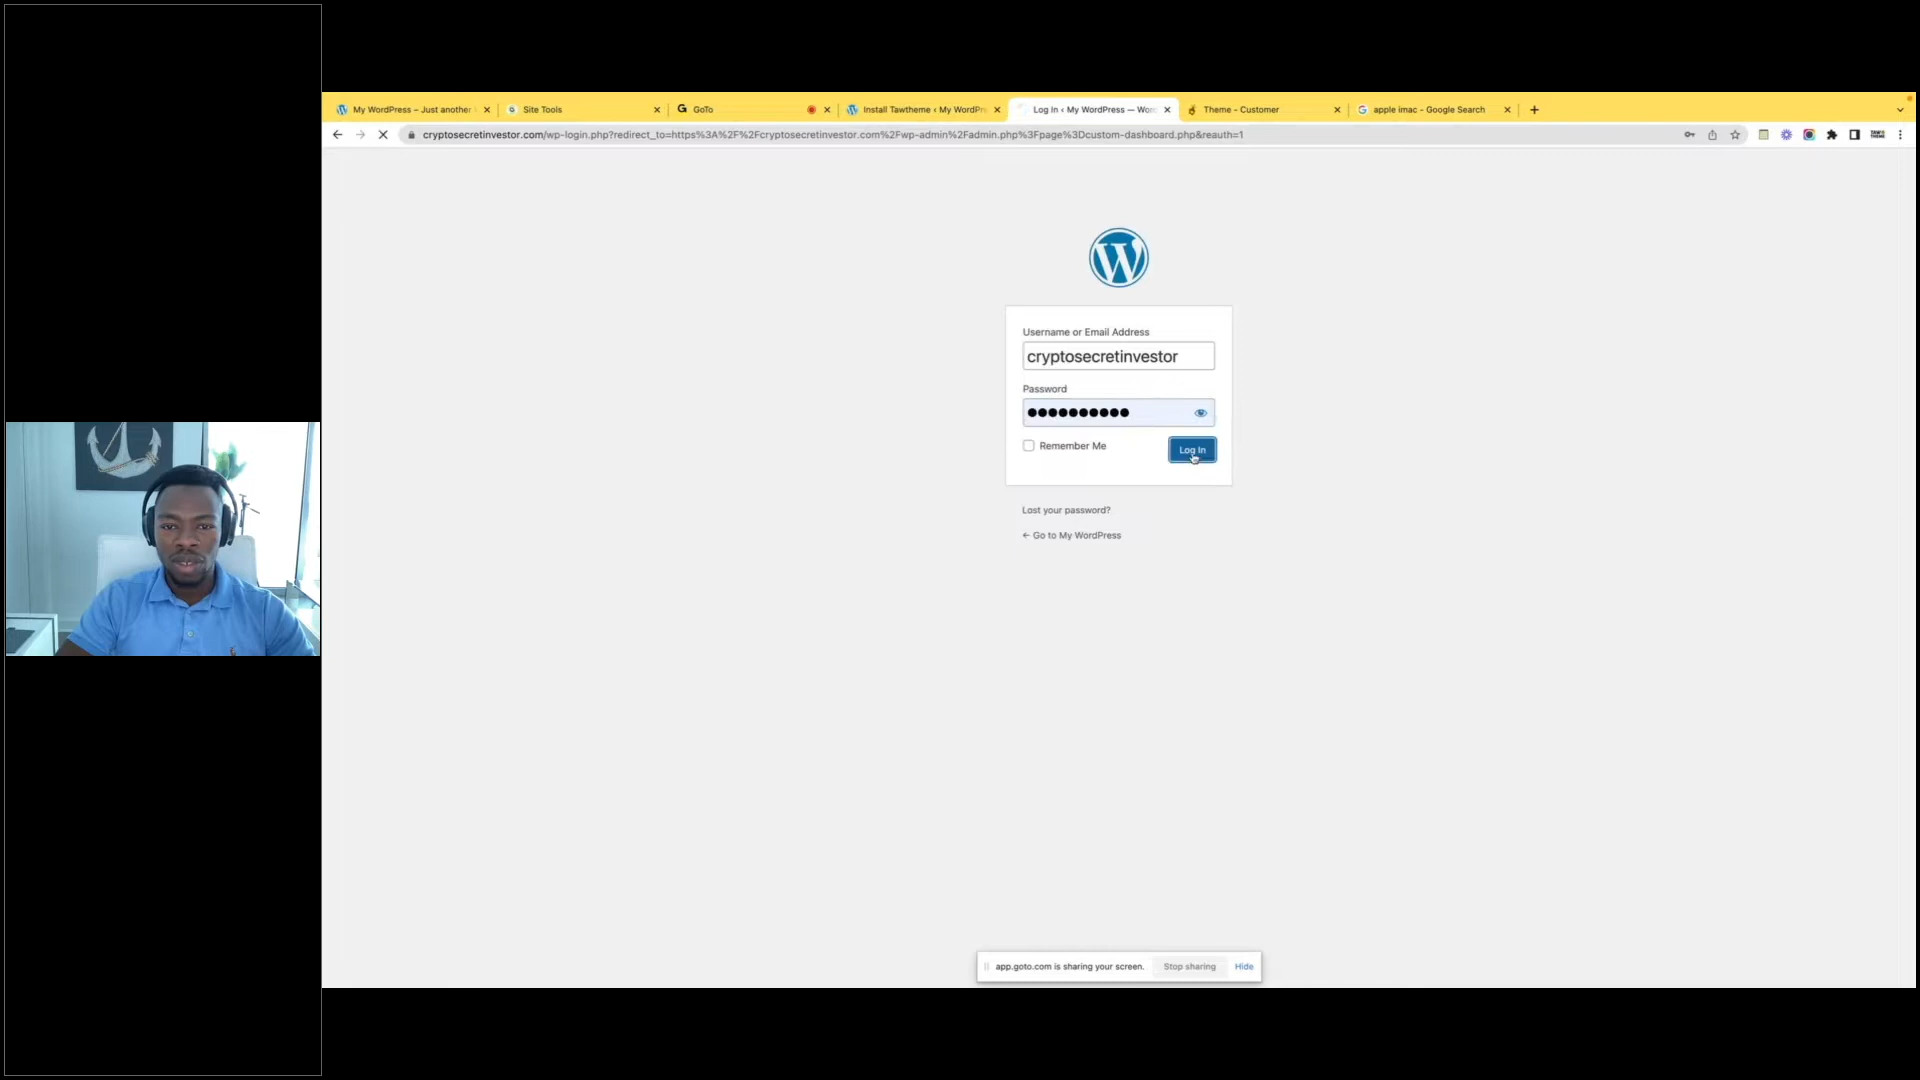 My WordPress – Just another
Site Tools
GoTo
Install Tawtheme ‹ My WordPr
Log In ‹ My WordPress — Wor
Theme - Customer
apple imac - Google Search
cryptosecretinvestor.com/wp-login.php?redirect_to=https%3A%2F%2Fcryptosecretinvestor.com%2Fwp-admin%2Fadmin.php%3Fpage%3Dcustom-dashboard.php&reauth=1
Username or Email Address
cryptosecretinvestor
Password
Remember Me
Log In
Lost your password?
← Go to My WordPress
app.goto.com is sharing your screen.
Stop sharing
Hide